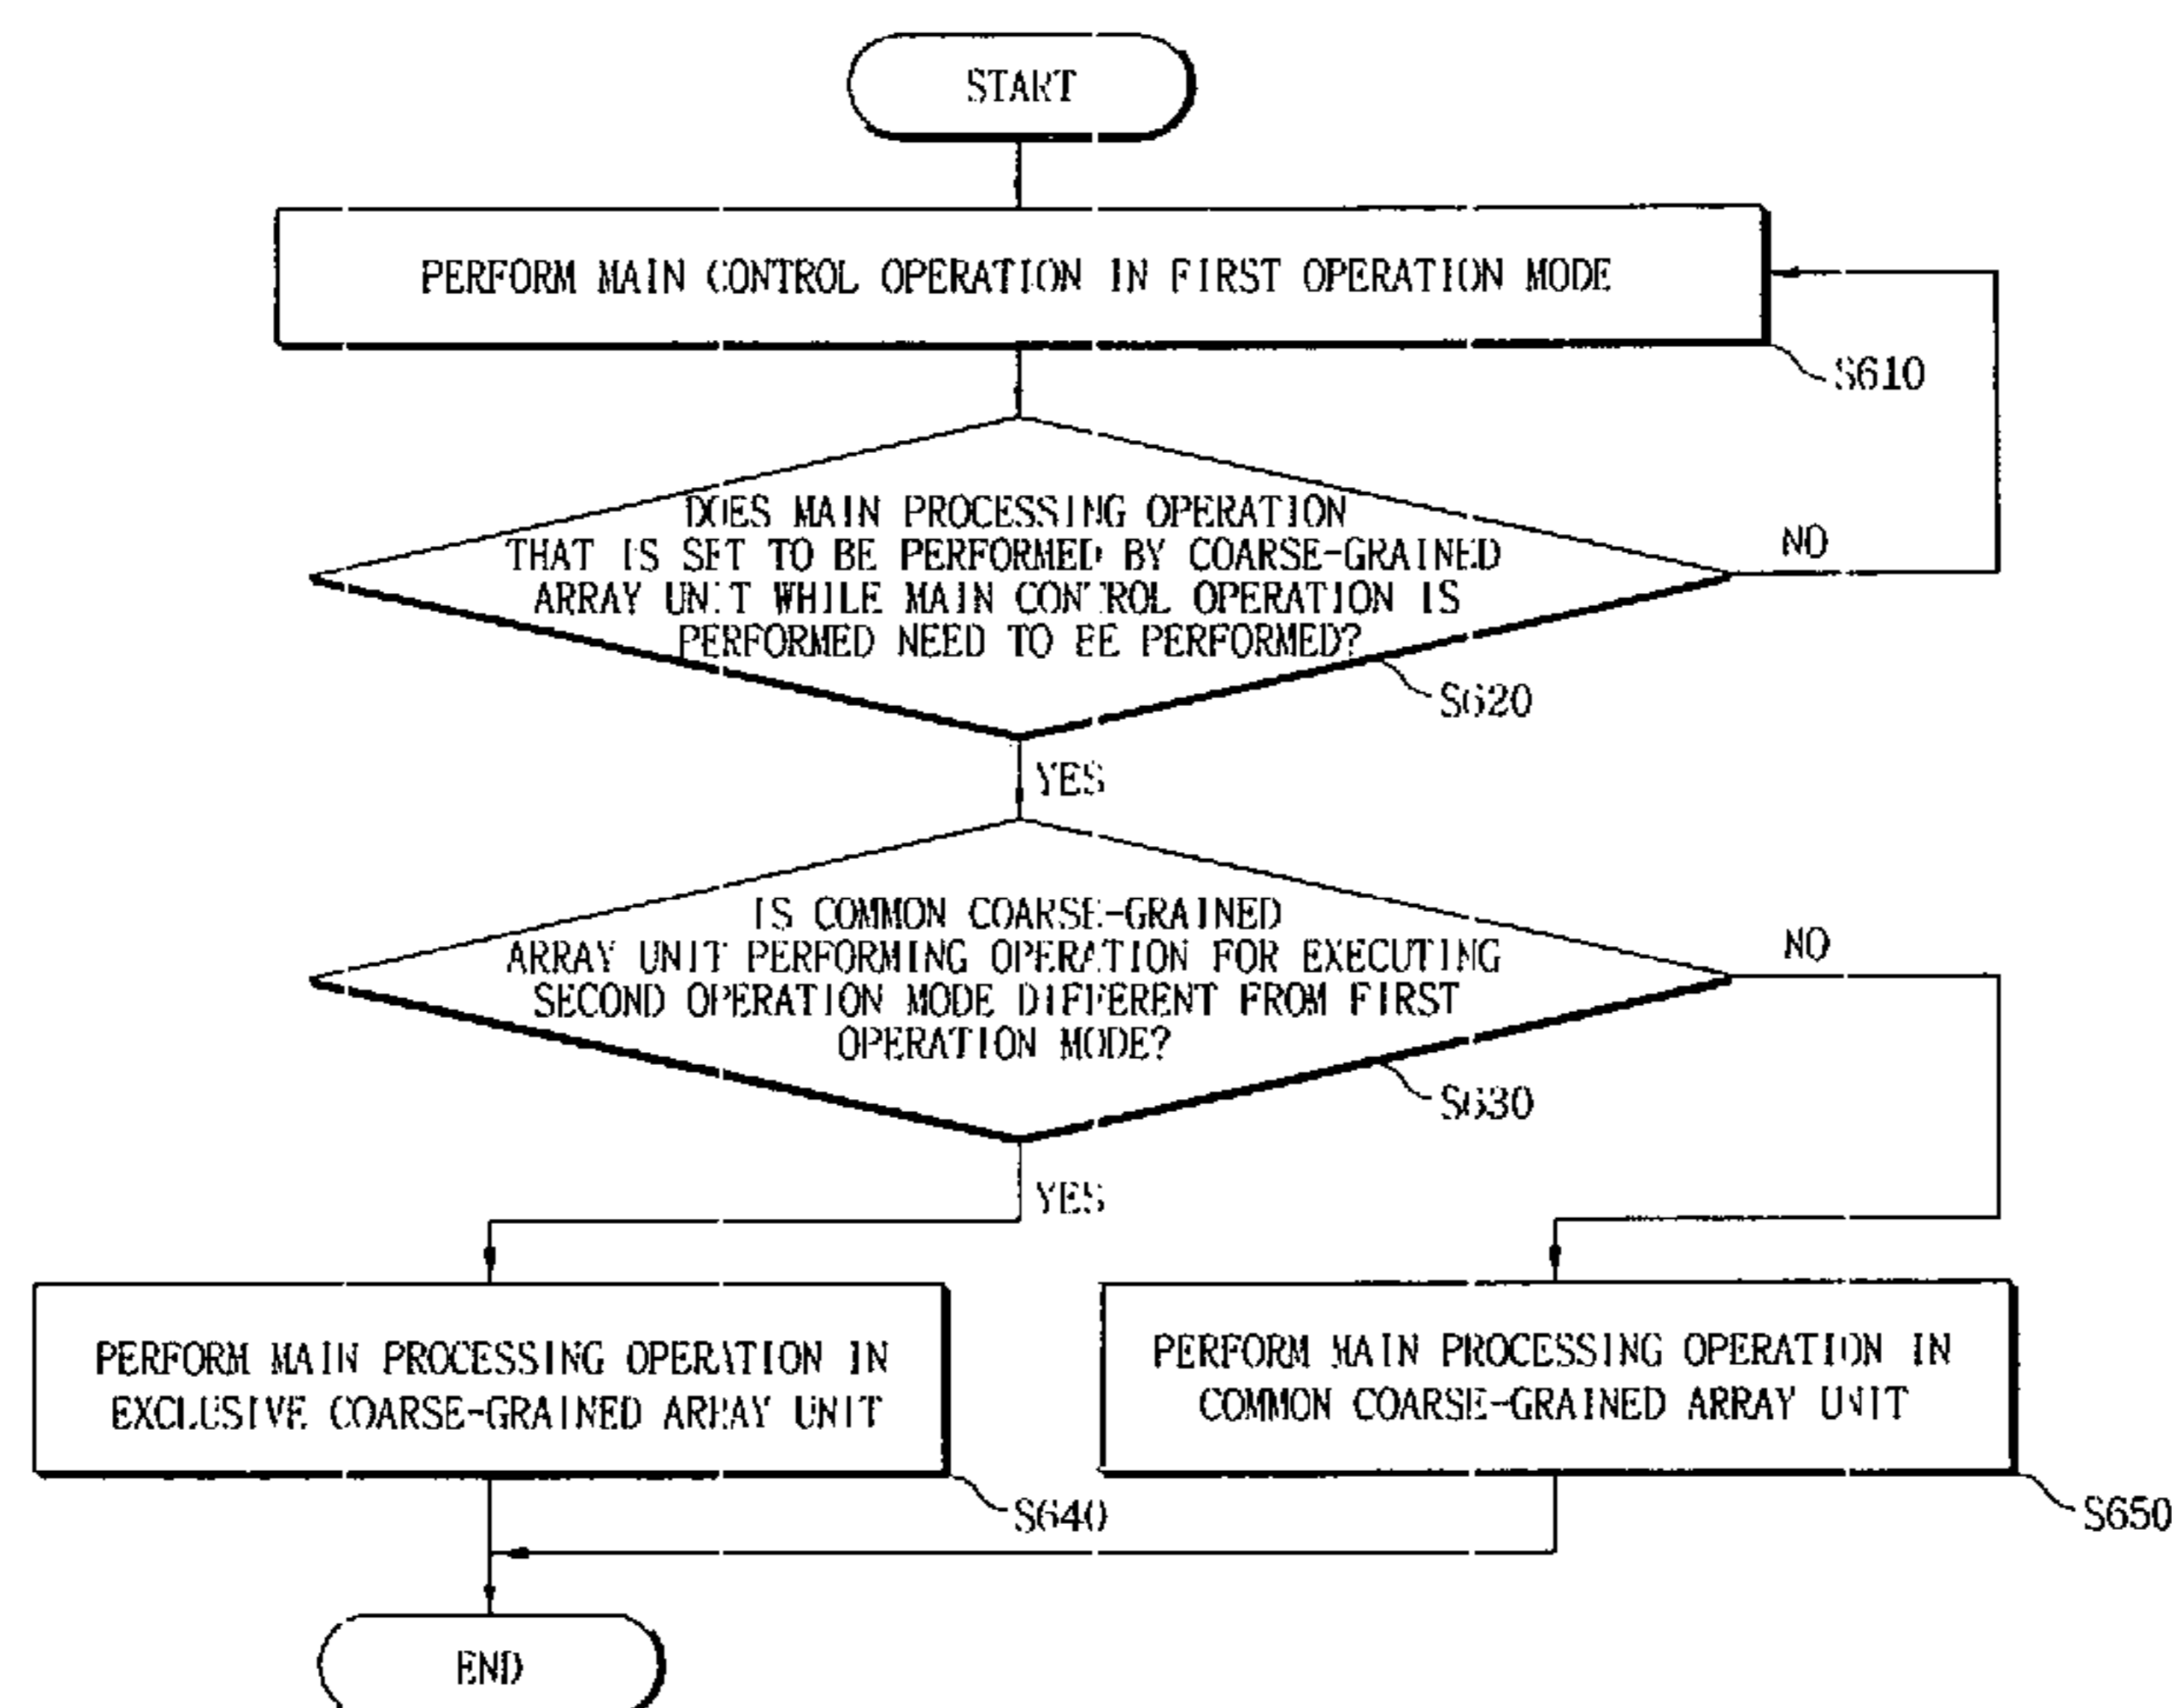 START
PERFORM MAIN CONTROL OPERATION IN FIRST OPERATION MODE
S610
DOES MAIN PROCESSING OPERATION
THAT IS SET TO BE PERFORMED BY COARSE-GRAINED
ARRAY UNIT WHILE MAIN CONTROL OPERATION IS
PERFORMED NEED TO BE PERFORMED?
NO
S620
YES
IS COMMON COARSE-GRAINED
ARRAY UNIT PERFORMING OPERATION FOR EXECUTING
SECOND OPERATION MODE DIFFERENT FROM FIRST
OPERATION MODE?
NO
S630
YES
PERFORM MAIN PROCESSING OPERATION IN
EXCLUSIVE COARSE-GRAINED ARRAY UNIT
S640
PERFORM MAIN PROCESSING OPERATION IN
COMMON COARSE-GRAINED ARRAY UNIT
S650
END